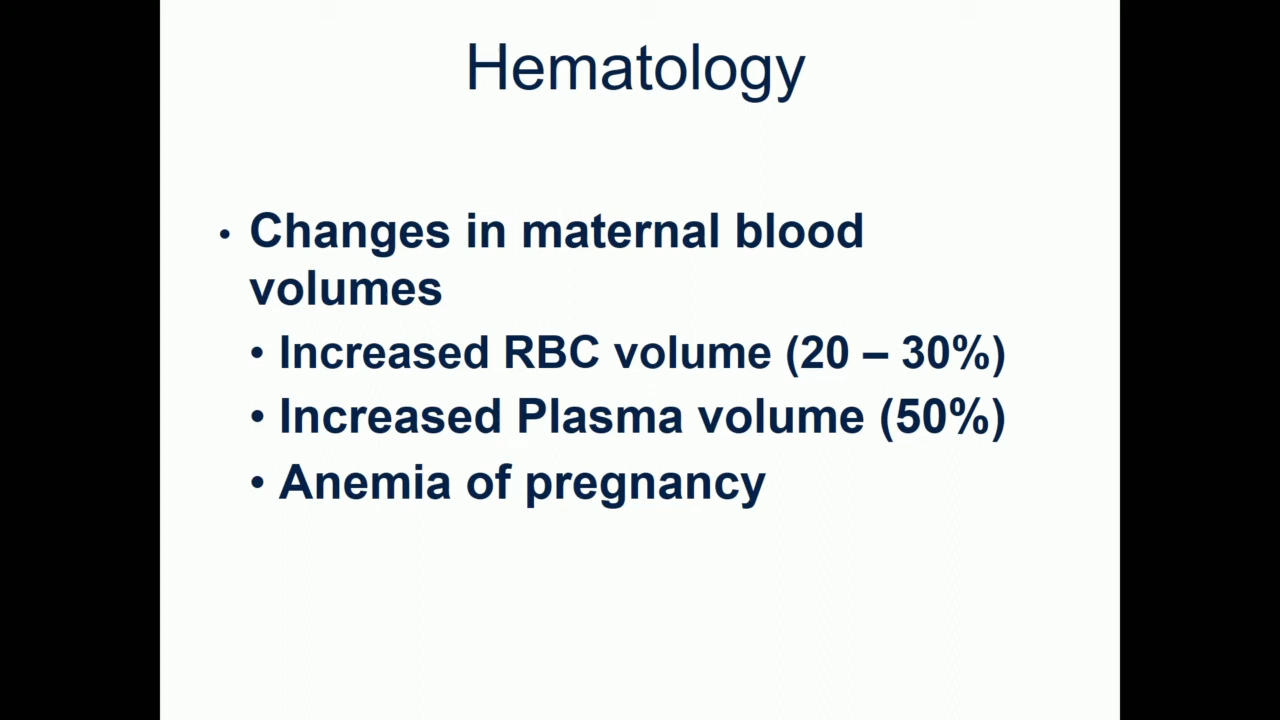 Hematology
• Changes in maternal blood
volumes
• Increased RBC volume (20 – 30%)
• Increased Plasma volume (50%)
• Anemia of pregnancy